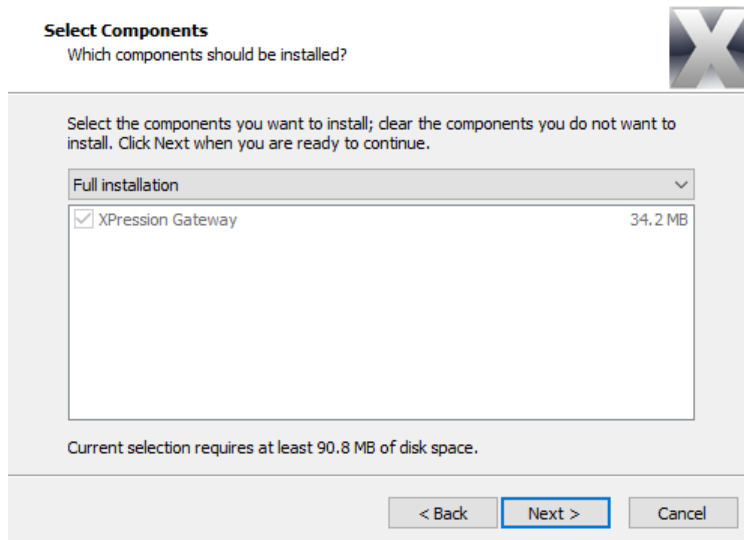 Select Components
Which components should be installed?
X
Select the components you want to install; clear the components you do not want to
install. Click Next when you are ready to continue.
Full installation
XPression Gateway 34.2 MB
Current selection requires at least 90.8 MB of disk space.
< Back Next > Cancel